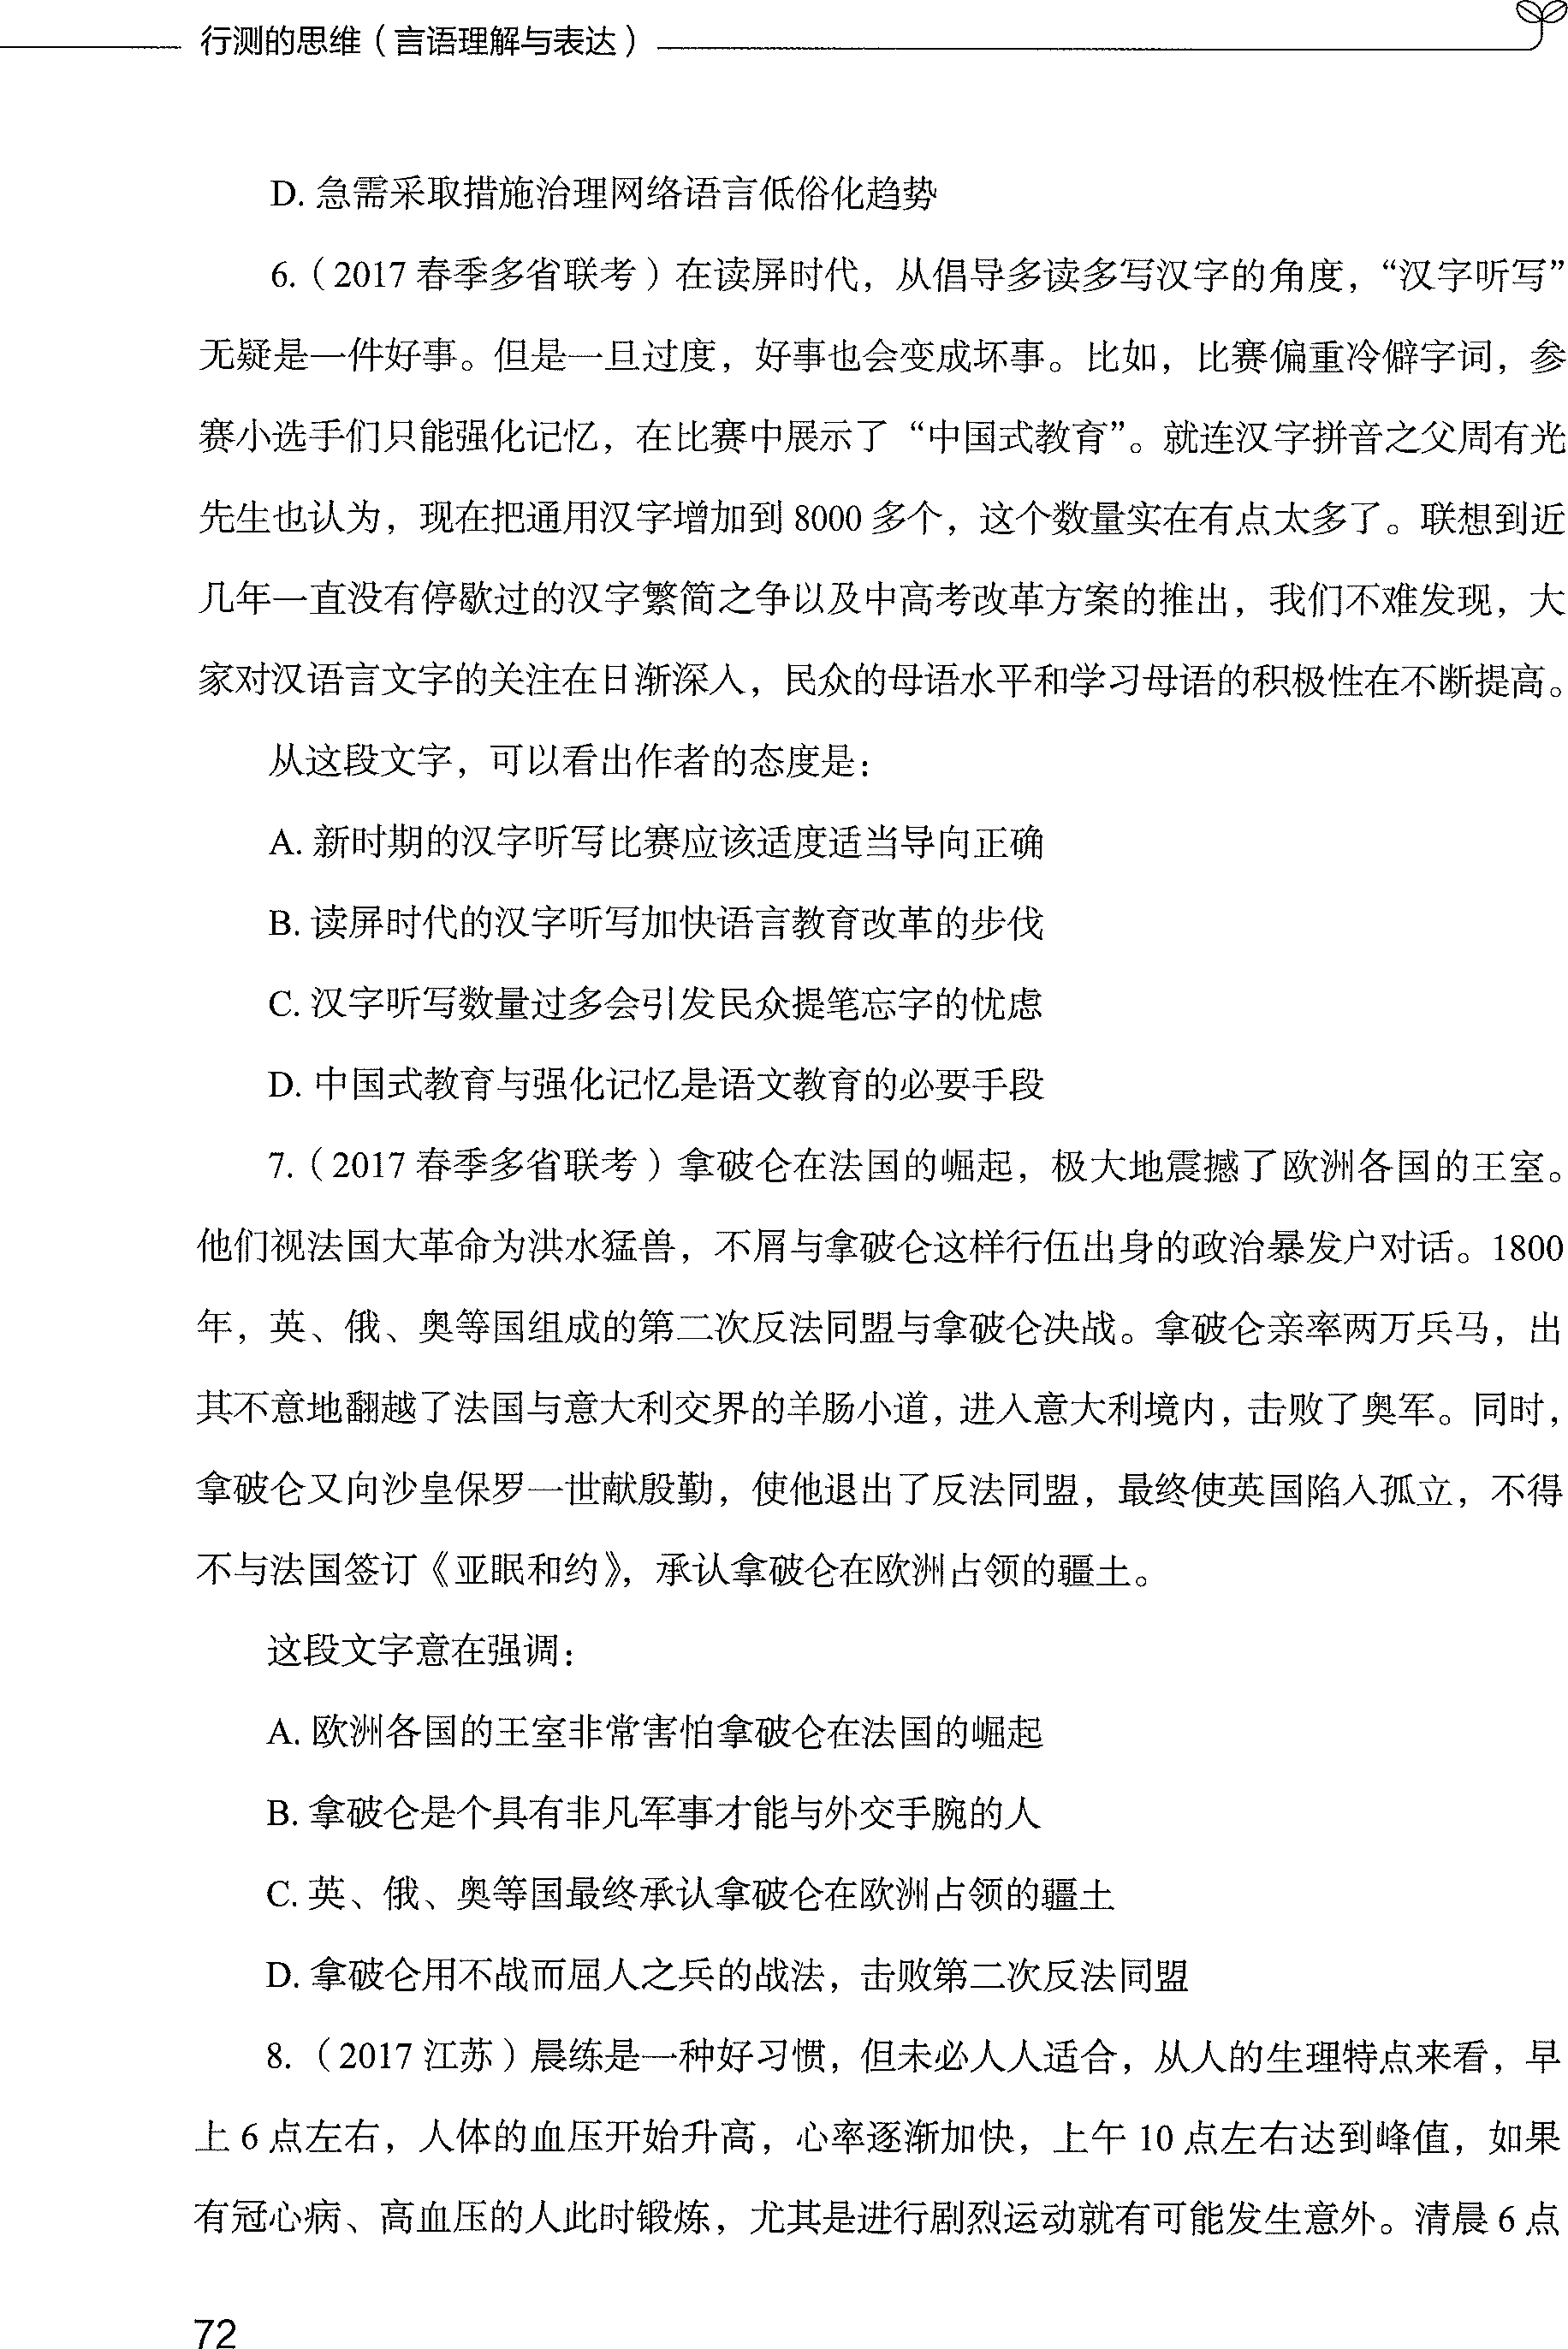 行测的思维（言语理解与表达）
D. 急需采取措施治理网络语言低俗化趋势
6.（2017 春季多省联考）在读屏时代，从倡导多读多写汉字的角度，“汉字听写”
无疑是一件好事。但是一旦过度，好事也会变成坏事。比如，比赛偏重冷僻字词，参
赛小选手们只能强化记忆，在比赛中展示了“中国式教育”。就连汉字拼音之父周有光
先生也认为，现在把通用汉字增加到 8000 多个，这个数量实在有点太多了。联想到近
几年一直没有停歇过的汉字繁简之争以及中高考改革方案的推出，我们不难发现，大
家对汉语言文字的关注在日渐深入，民众的母语水平和学习母语的积极性在不断提高。
从这段文字，可以看出作者的态度是：
A. 新时期的汉字听写比赛应该适度适当导向正确
B. 读屏时代的汉字听写加快语言教育改革的步伐
C. 汉字听写数量过多会引发民众提笔忘字的忧虑
D. 中国式教育与强化记忆是语文教育的必要手段
7.（2017 春季多省联考）拿破仑在法国的崛起，极大地震撼了欧洲各国的王室。
他们视法国大革命为洪水猛兽，不屑与拿破仑这样行伍出身的政治暴发户对话。1800
年，英、俄、奥等国组成的第二次反法同盟与拿破仑决战。拿破仑亲率两万兵马，出
其不意地翻越了法国与意大利交界的羊肠小道，进入意大利境内，击败了奥军。同时，
拿破仑又向沙皇保罗一世献殷勤，使他退出了反法同盟，最终使英国陷入孤立，不得
不与法国签订《亚眠和约》，承认拿破仑在欧洲占领的疆土。
这段文字意在强调：
A. 欧洲各国的王室非常害怕拿破仑在法国的崛起
B. 拿破仑是个具有非凡军事才能与外交手腕的人
C. 英、俄、奥等国最终承认拿破仑在欧洲占领的疆土
D. 拿破仑用不战而屈人之兵的战法，击败第二次反法同盟
8.（2017 江苏）晨练是一种好习惯，但未必人人适合，从人的生理特点来看，早
上 6 点左右，人体的血压开始升高，心率逐渐加快，上午 10 点左右达到峰值，如果
有冠心病、高血压的人此时锻炼，尤其是进行剧烈运动就有可能发生意外。清晨 6 点
72